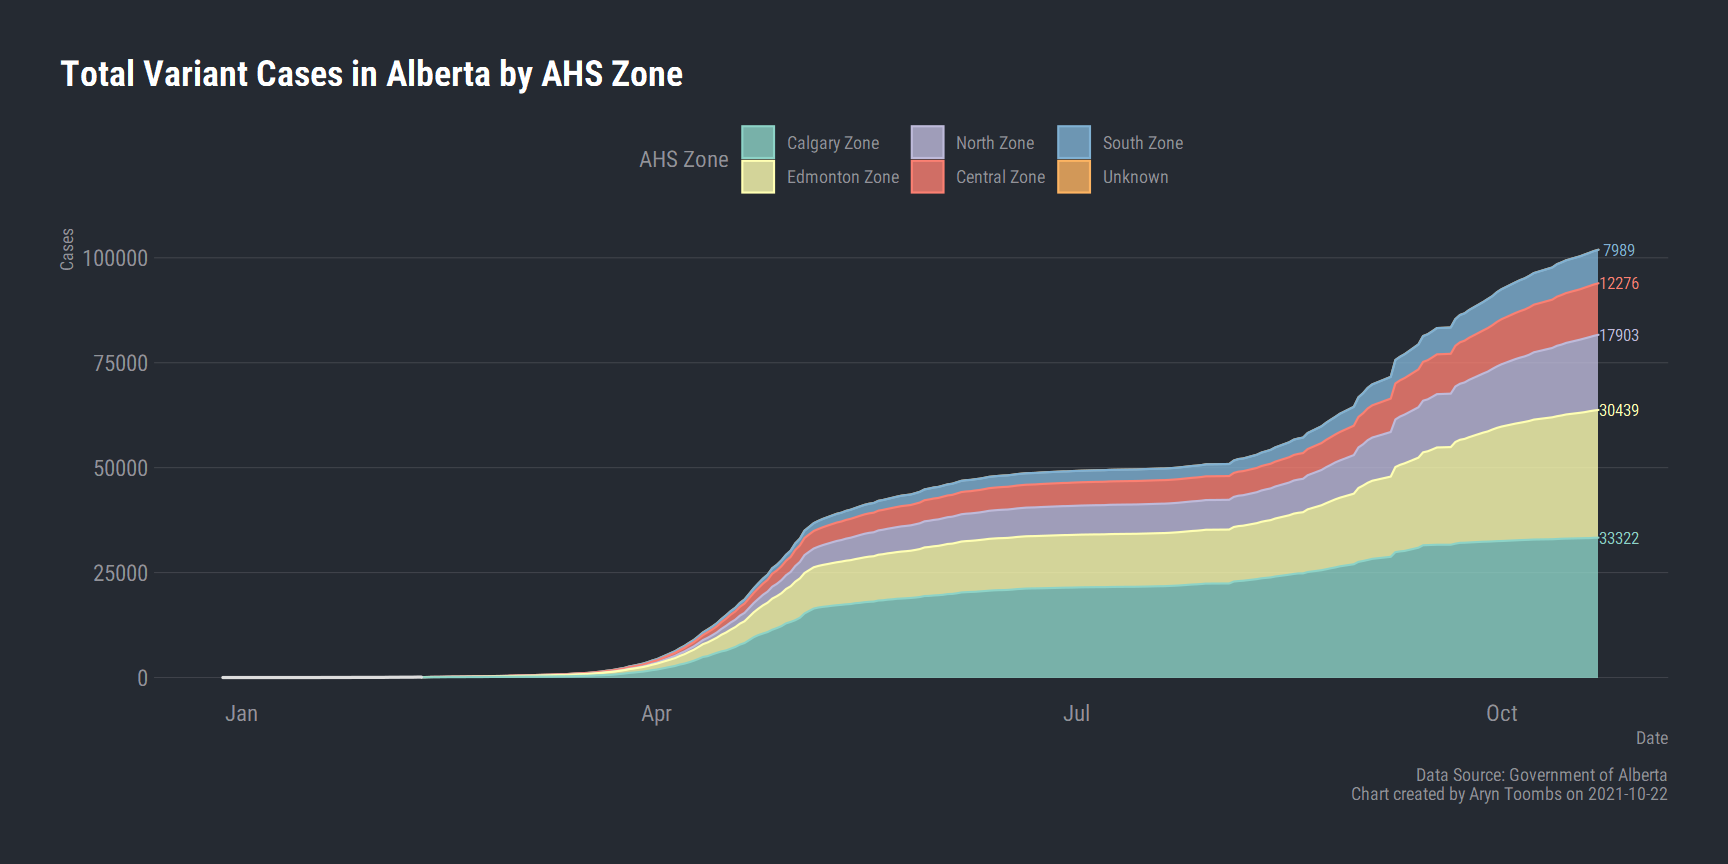 Total Variant Cases in Alberta by AHS Zone
AHS Zone
Calgary Zone
North Zone
South Zone
Edmonton Zone
Central Zone
Unknown
Cases
100000
75000
50000
25000
0
7989
12276
17903
30439
33322
Jan
Apr
Jul
Oct
Date
Data Source: Government of Alberta
Chart created by Aryn Toombs on 2021-10-22